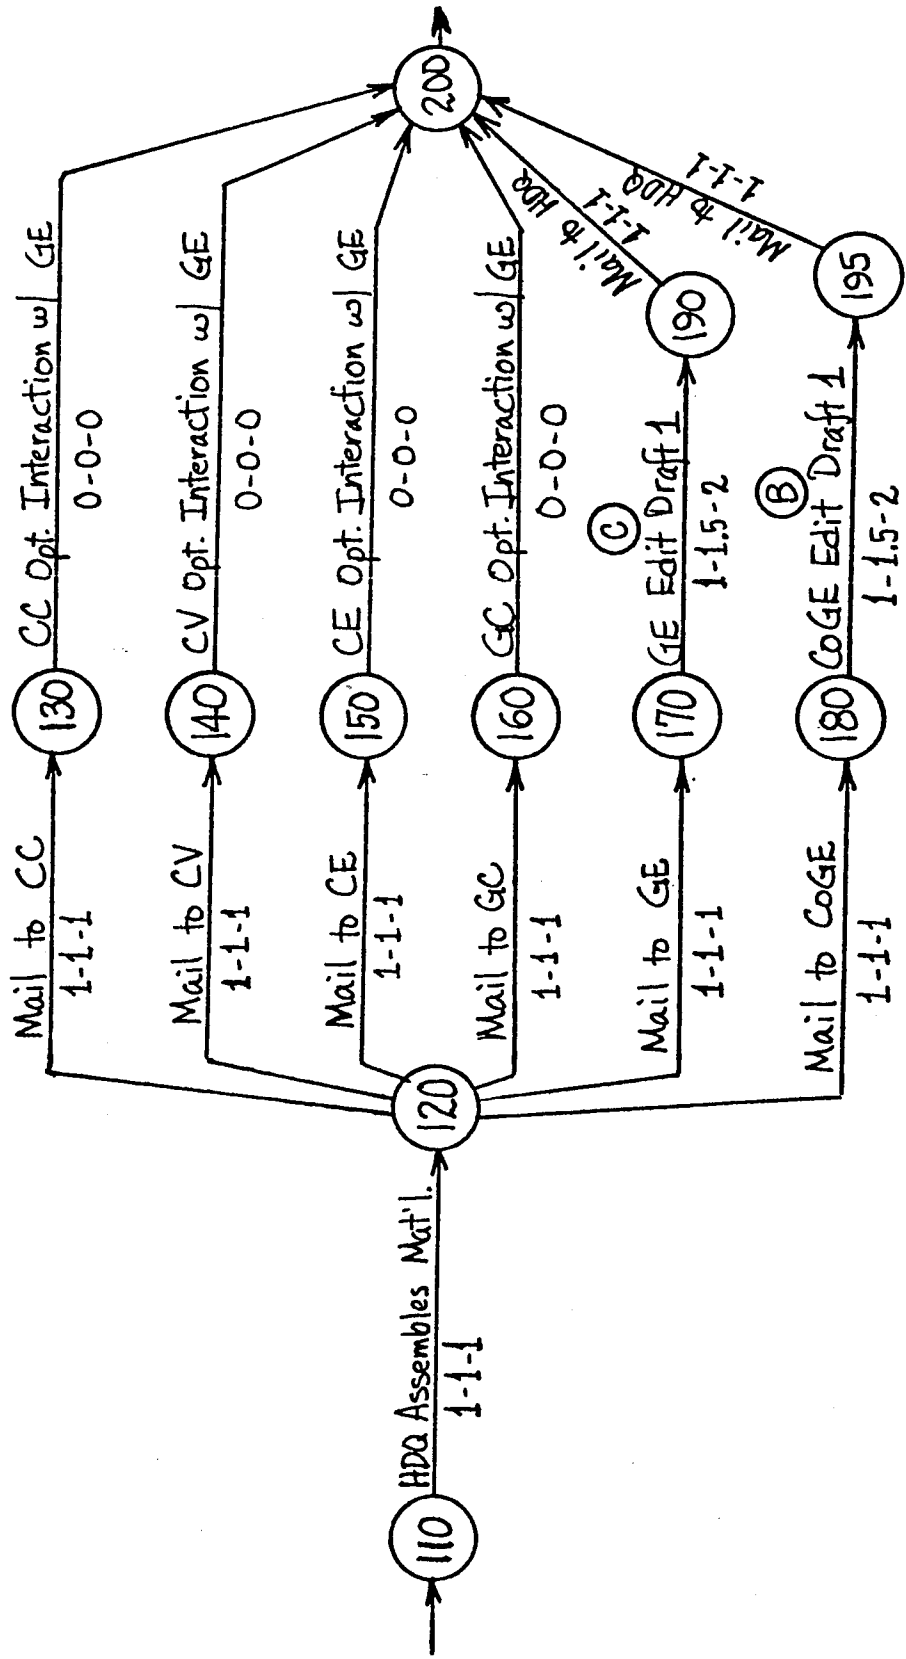 110
HDQ Assembles Mat'l.
1-1-1
120
Mail to CC
1-1-1
130
CC Opt. Interaction w/ GE
0-0-0
Mail to CV
1-1-1
140
CV Opt. Interaction w/ GE
0-0-0
Mail to CE
1-1-1
150
CE Opt. Interaction w/ GE
0-0-0
Mail to GC
1-1-1
160
GC Opt. Interaction w/ GE
0-0-0
Mail to GE
1-1-1
170
C
GE Edit Draft 1
1-1.5-2
190
Mail to HDQ
1-1-1
Mail to CoGE
1-1-1
180
B
CoGE Edit Draft 1
1-1.5-2
195
Mail to HDQ
1-1-1
200